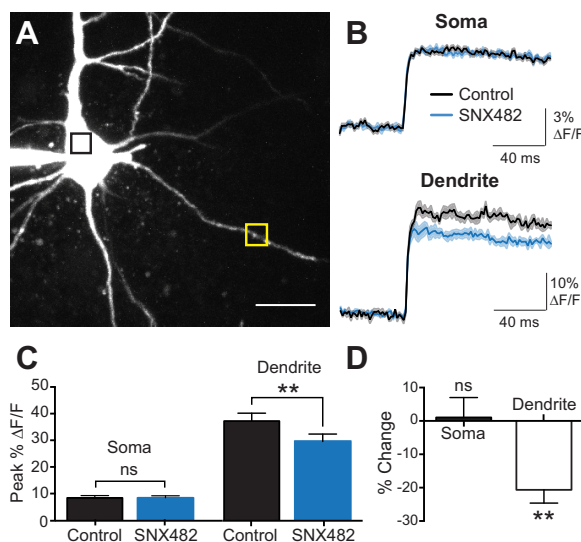 A
B
Soma
Control
SNX482
3%
ΔF/F
40 ms
Dendrite
10%
ΔF/F
40 ms
C
Peak % ΔF/F
50
40
30
20
10
0
Soma
ns
Dendrite
**
Control
SNX482
Control
SNX482
D
% Change
10
0
-10
-20
-30
ns
Soma
Dendrite
**